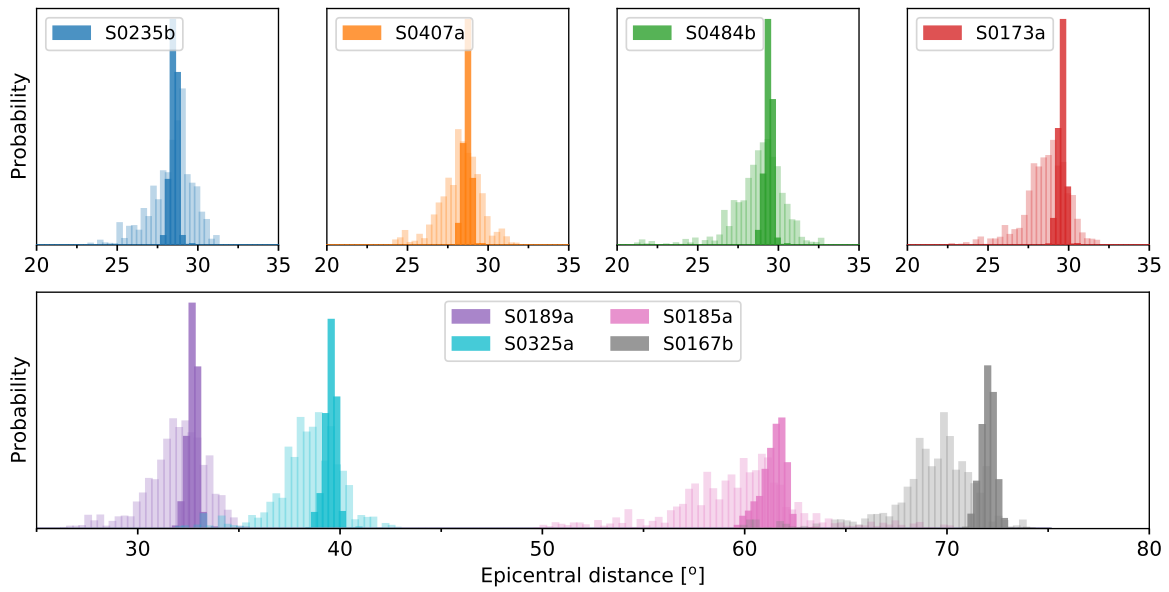 S0235b
S0407a
S0484b
S0173a
Probability
20 25 30 35
20 25 30 35
20 25 30 35
20 25 30 35
S0189a S0185a
S0325a S0167b
Probability
30 40 50 60 70 80
Epicentral distance [º]